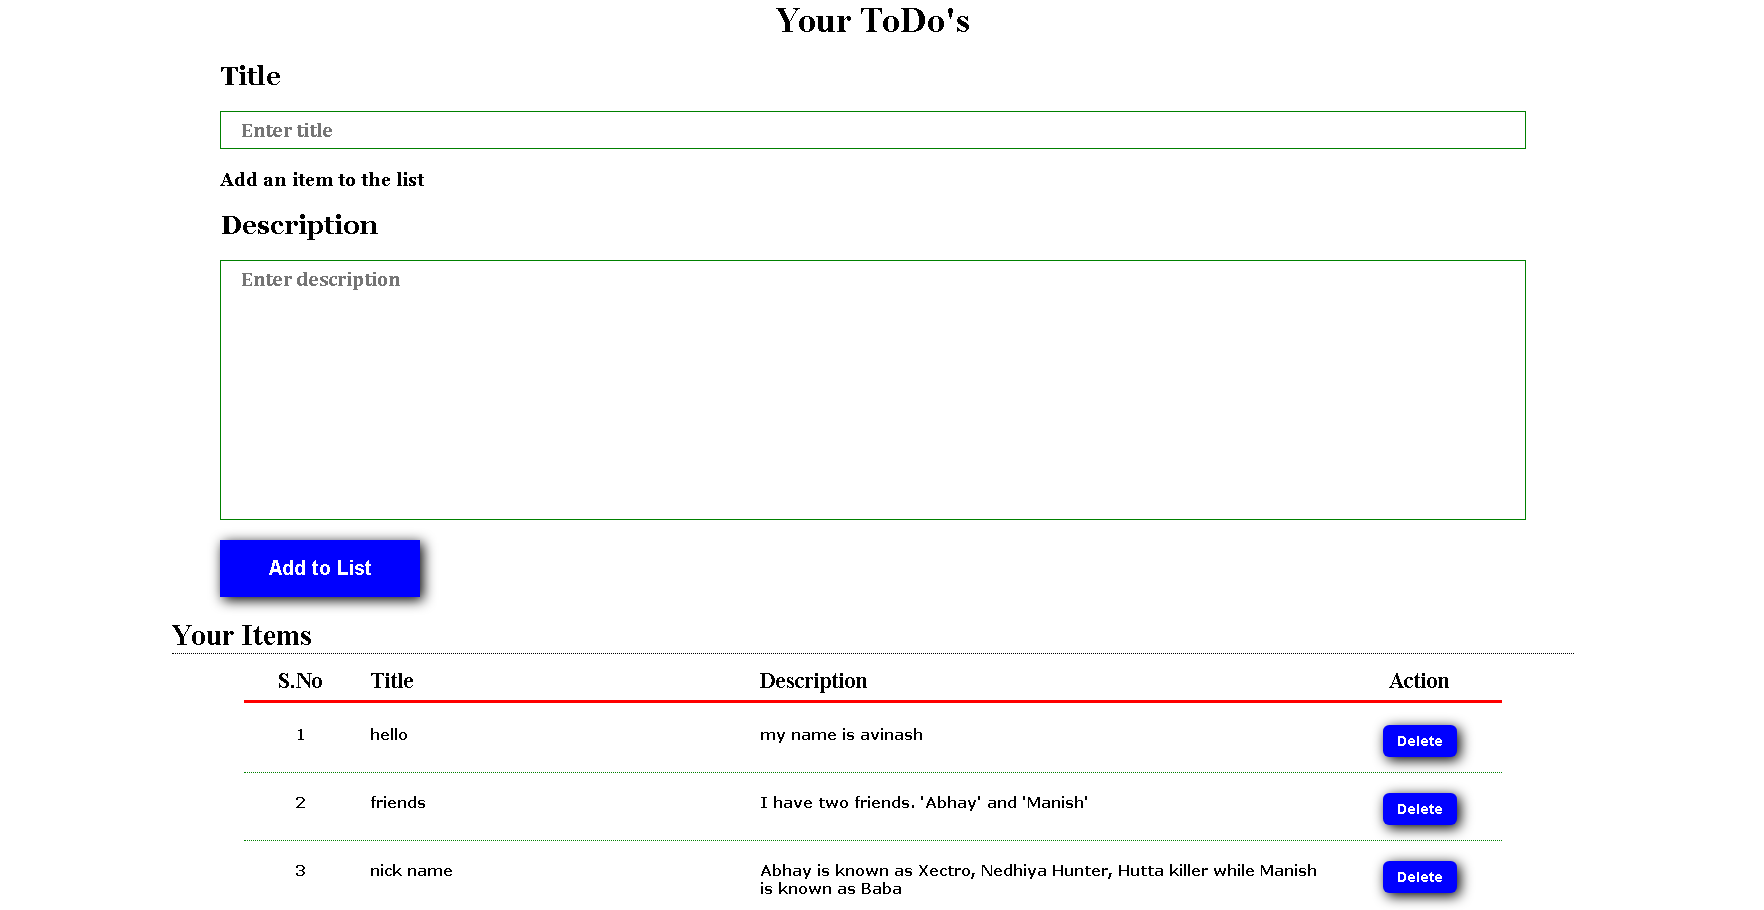 Your ToDo's
Title
Enter title
Add an item to the list
Description
Enter description
Add to List
Your Items
S.No Title Description Action
1 hello my name is avinash Delete
2 friends I have two friends. 'Abhay' and 'Manish' Delete
3 nick name Abhay is known as Xectro, Nedhiya Hunter, Hutta killer while Manish Delete
is known as Baba